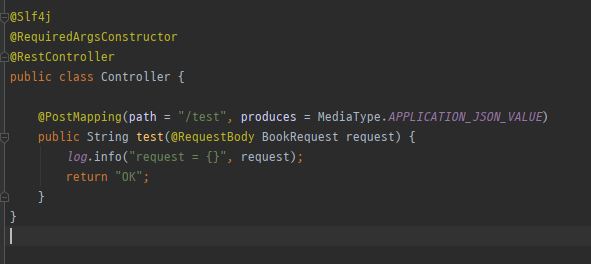 @Slf4j
@RequiredArgsConstructor
@RestController
public class Controller {
@PostMapping(path = "/test", produces = MediaType.APPLICATION_JSON_VALUE)
public String test(@RequestBody BookRequest request) {
log.info("request = {}", request);
return "OK";
}
}